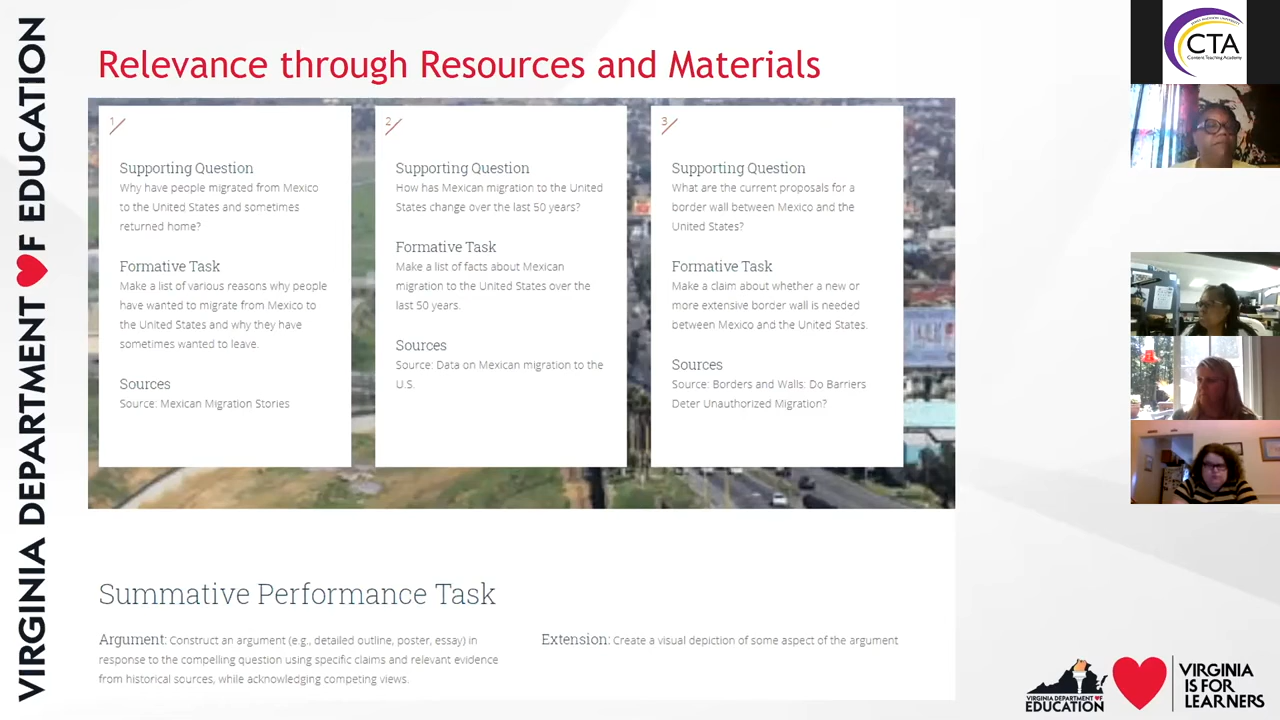 VIRGINIA DEPARTMENT OF EDUCATION
Relevance through Resources and Materials
1
Supporting Question
Why have people migrated from Mexico
to the United States and sometimes
returned home?
Formative Task
Make a list of various reasons why people
have wanted to migrate from Mexico to
the United States and why they have
sometimes wanted to leave.
Sources
Source: Mexican Migration Stories
2
Supporting Question
How has Mexican migration to the United
States change over the last 50 years?
Formative Task
Make a list of facts about Mexican
migration to the United States over the
last 50 years.
Sources
Source: Data on Mexican migration to the
U.S.
3
Supporting Question
What are the current proposals for a
border wall between Mexico and the
United States?
Formative Task
Make a claim about whether a new or
more extensive border wall is needed
between Mexico and the United States.
Sources
Source: Borders and Walls: Do Barriers
Deter Unauthorized Migration?
Summative Performance Task
Argument: Construct an argument (e.g., detailed outline, poster, essay) in
response to the compelling question using specific claims and relevant evidence
from historical sources, while acknowledging competing views.
Extension: Create a visual depiction of some aspect of the argument
JAMES MADISON UNIVERSITY
CTA
Content Teaching Academy
VIRGINIA DEPARTMENT OF
EDUCATION
VIRGINIA
IS FOR
LEARNERS